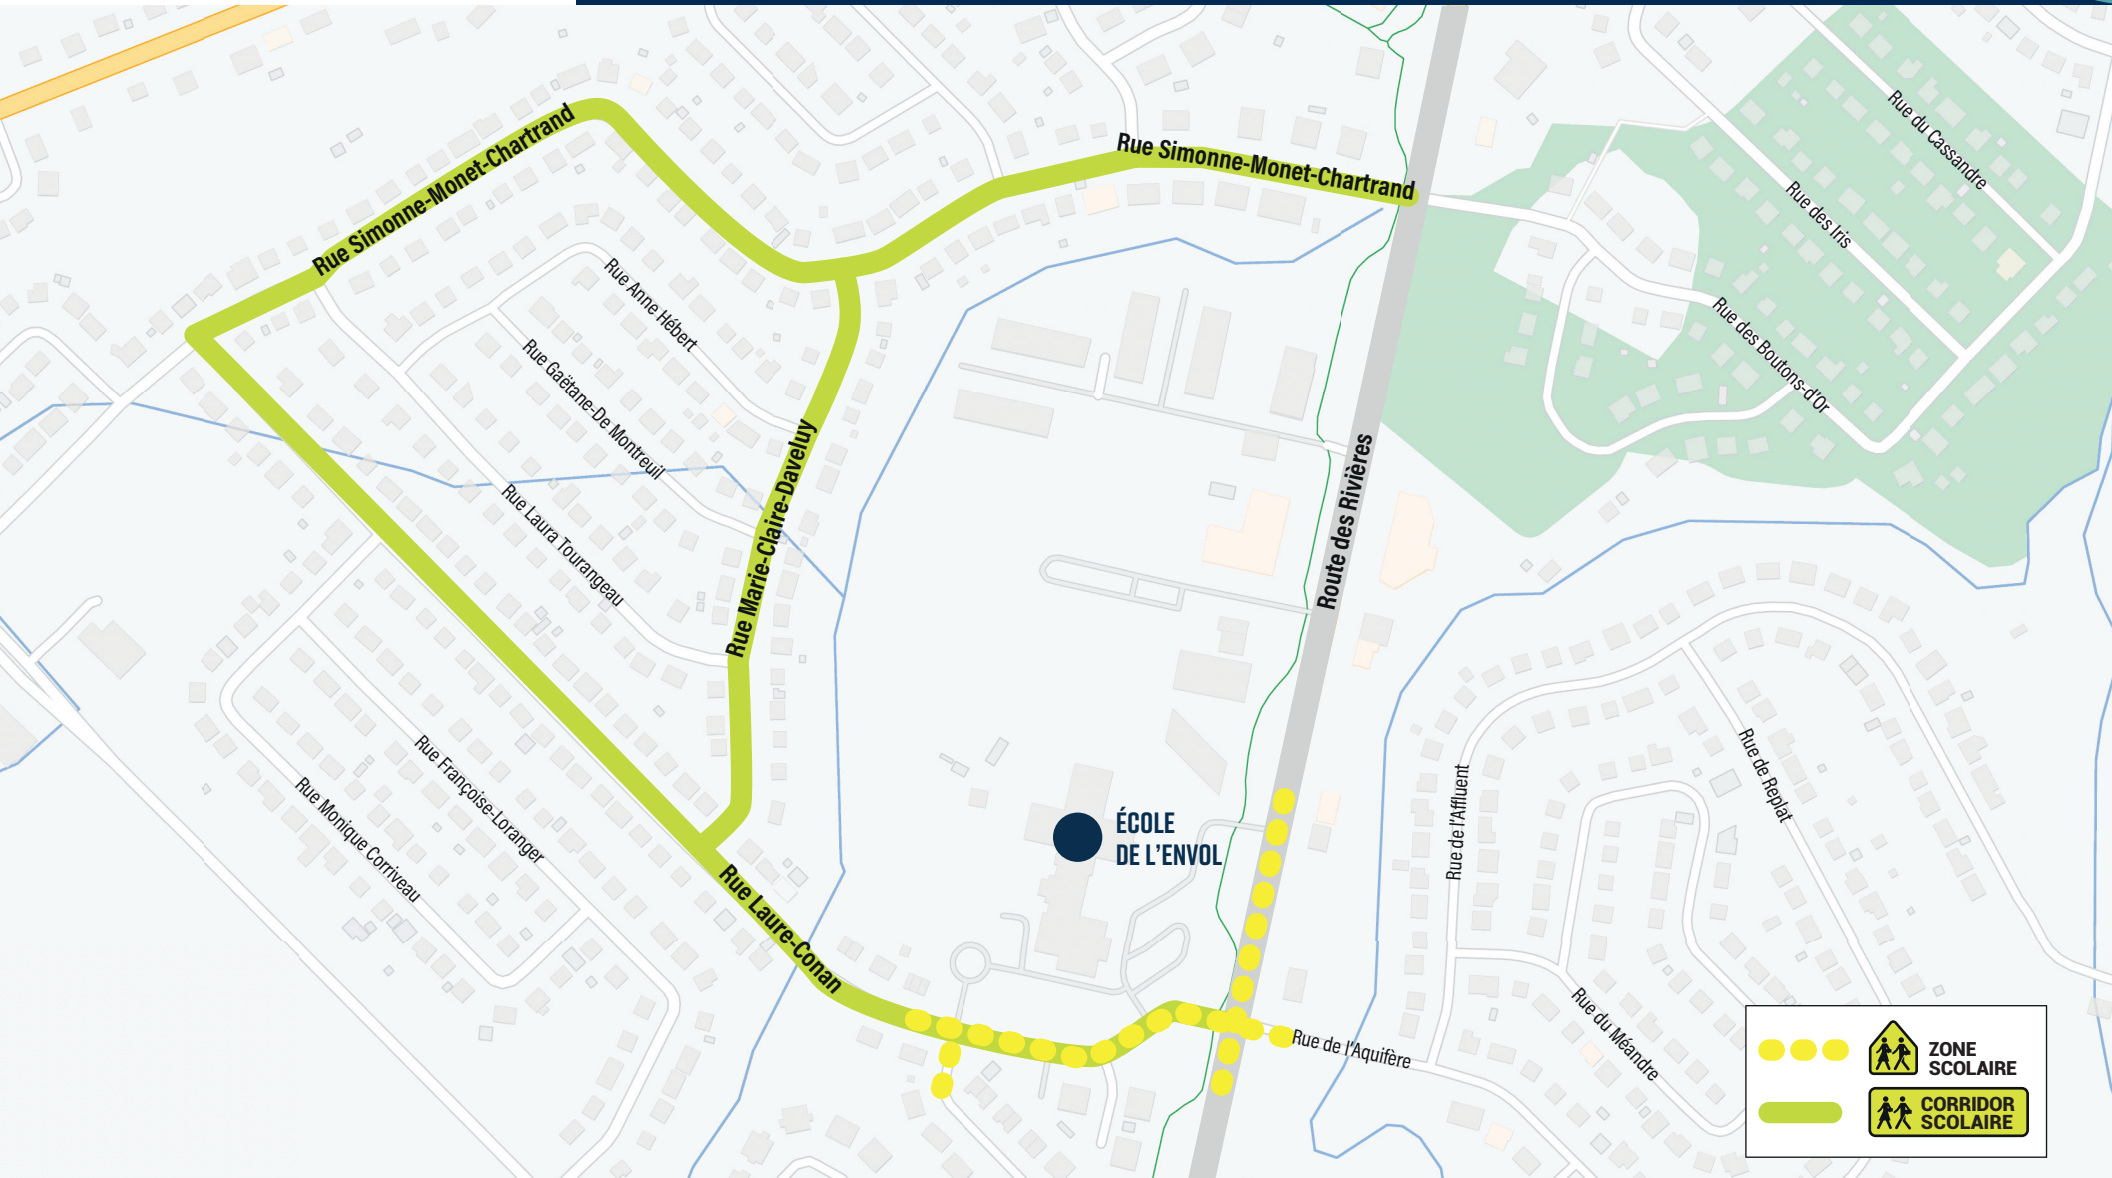 Rue Simonne-Monet-Chartrand
Rue Simonne-Monet-Chartrand
Rue du Cassandre
Rue des Iris
Rue des Boutons-d'Or
Rue Anne Hébert
Rue Gaëtane-De Montreuil
Rue Laura Tourangeau
Rue Marie-Claire-Daveluy
Route des Rivières
Rue Françoise-Loranger
Rue Monique Corriveau
Rue Laure-Conan
ÉCOLE
DE L'ENVOL
Rue de l'Affluent
Rue de Replat
Rue du Méandre
Rue de l'Aquifère
ZONE
SCOLAIRE
CORRIDOR
SCOLAIRE